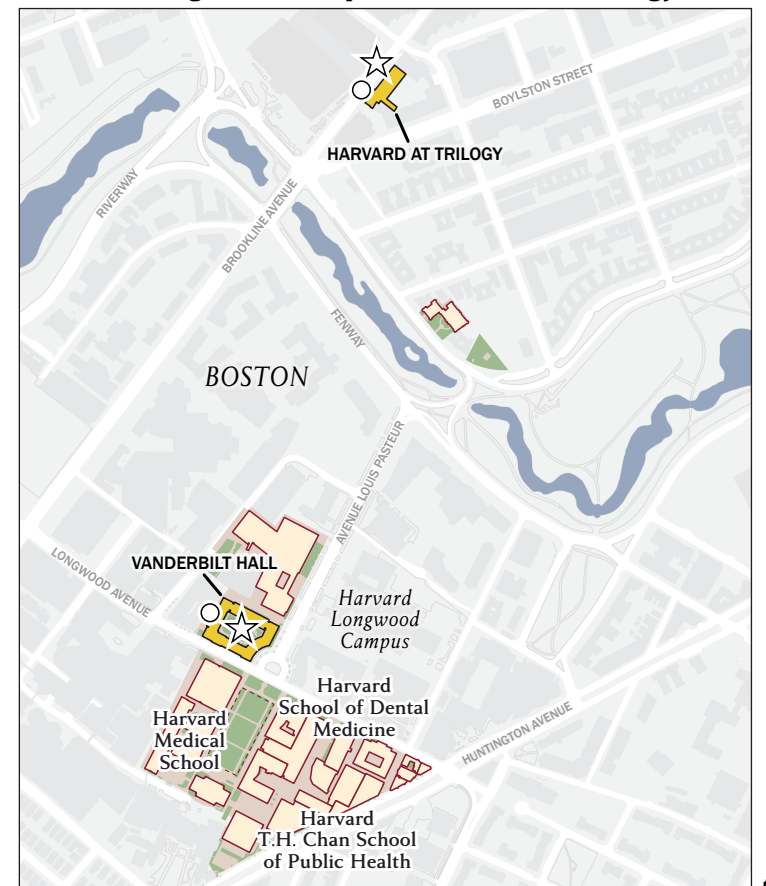 BOYLSTON STREET
HARVARD AT TRILOGY
RIVERWAY
BROOKLINE AVENUE
FENWAY
BOSTON
AVENUE LOUIS PASTEUR
VANDERBILT HALL
LONGWOOD AVENUE
Harvard
Longwood
Campus
Harvard
School of Dental
Medicine
Harvard
Medical
School
HUNTINGTON AVENUE
Harvard
T.H. Chan School
of Public Health